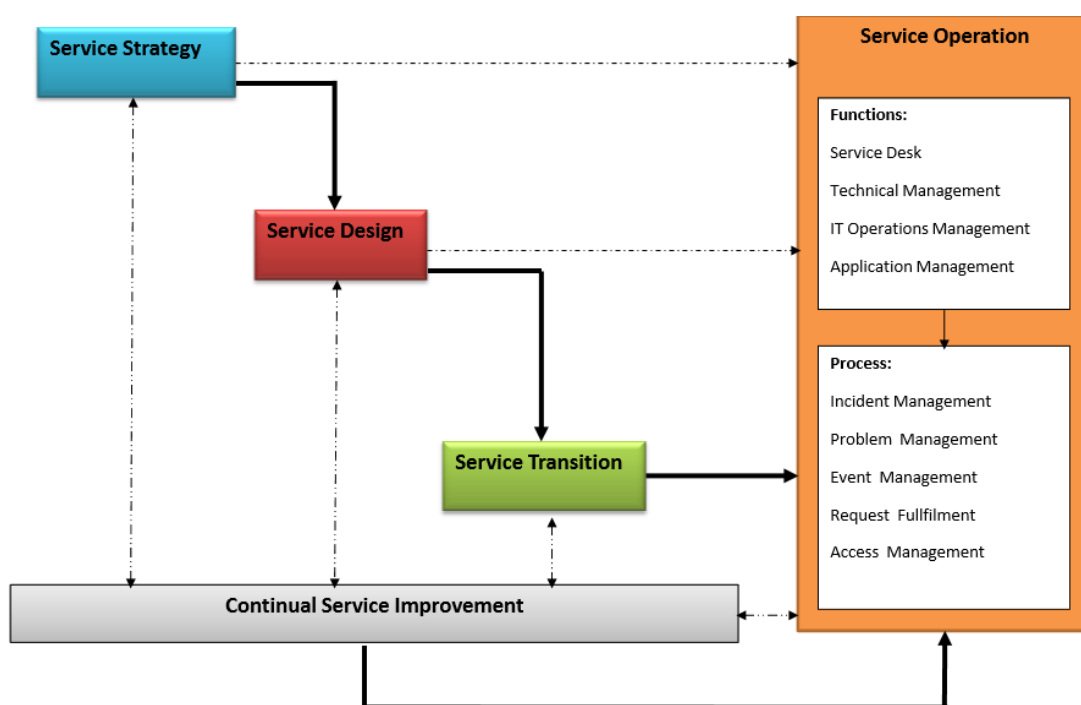 Service Strategy
Service Operation
Functions:
Service Desk
Technical Management
IT Operations Management
Application Management
Service Design
Process:
Incident Management
Problem Management
Event Management
Request Fullfilment
Access Management
Service Transition
Continual Service Improvement